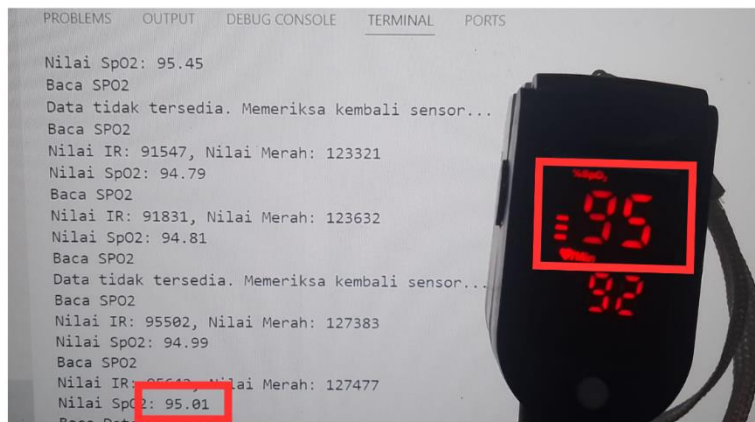 PROBLEMS OUTPUT DEBUG CONSOLE TERMINAL PORTS
Nilai SpO2: 95.45
Baca SPO2
Data tidak tersedia. Memeriksa kembali sensor...
Baca SPO2
Nilai IR: 91547, Nilai Merah: 123321
Nilai SpO2: 94.79
Baca SPO2
Nilai IR: 91831, Nilai Merah: 123632
Nilai SpO2: 94.81
Baca SPO2
Data tidak tersedia. Memeriksa kembali sensor...
Baca SPO2
Nilai IR: 95502, Nilai Merah: 127383
Nilai SpO2: 94.99
Baca SPO2
Nilai IR: Nilai Merah: 127477
Nilai SpO2: 95.01
%SpO₂
95
92